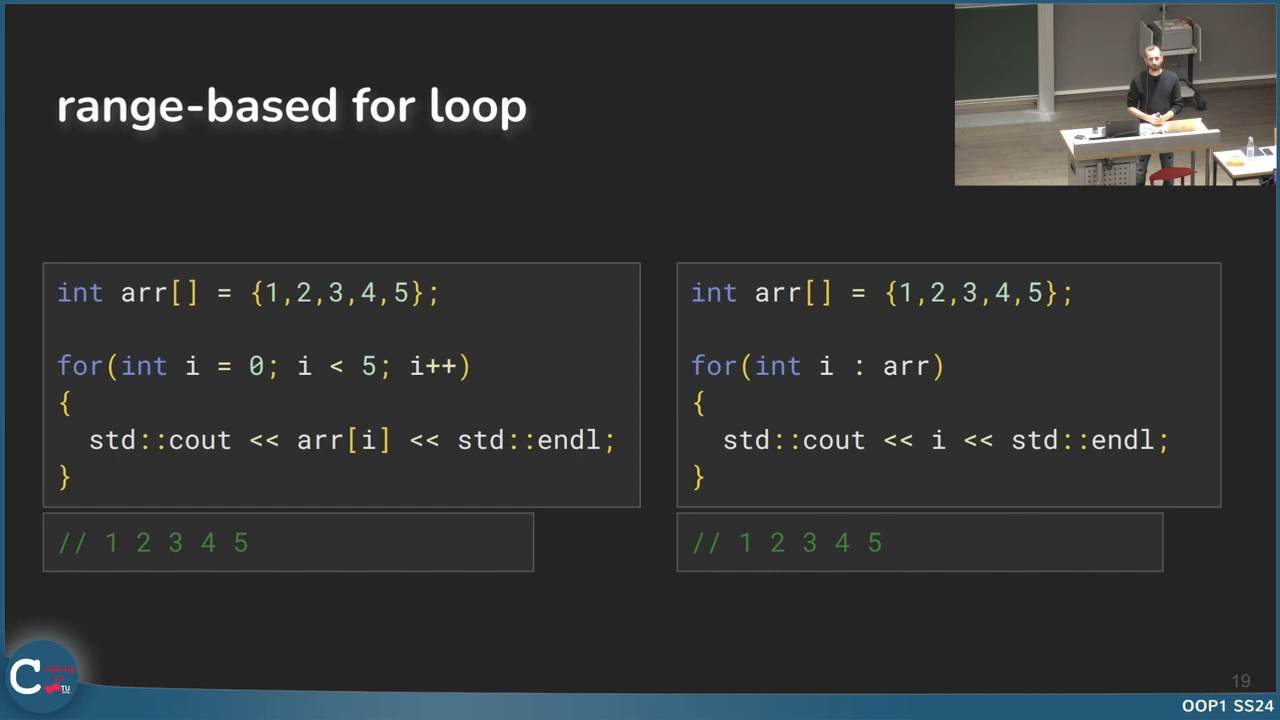 range-based for loop
int arr[] = {1,2,3,4,5};
for(int i = 0; i < 5; i++)
{
  std::cout << arr[i] << std::endl;
}
// 1 2 3 4 5
int arr[] = {1,2,3,4,5};
for(int i : arr)
{
  std::cout << i << std::endl;
}
// 1 2 3 4 5
C
TU
19
OOP1 SS24